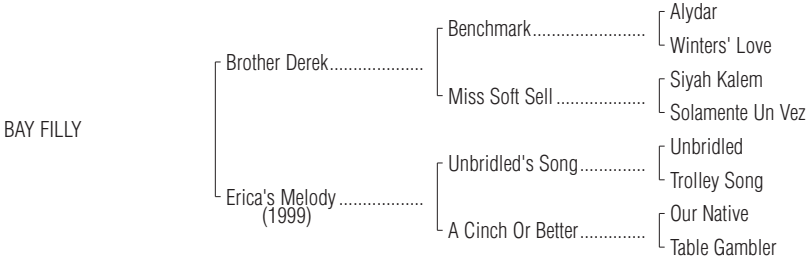 Alydar
Benchmark........................
Winters' Love
Brother Derek....................
Siyah Kalem
Miss Soft Sell ...................
Solamente Un Vez
BAY FILLY
Unbridled
Unbridled's Song..............
Trolley Song
Erica's Melody ..................
(1999)
Our Native
A Cinch Or Better..............
Table Gambler